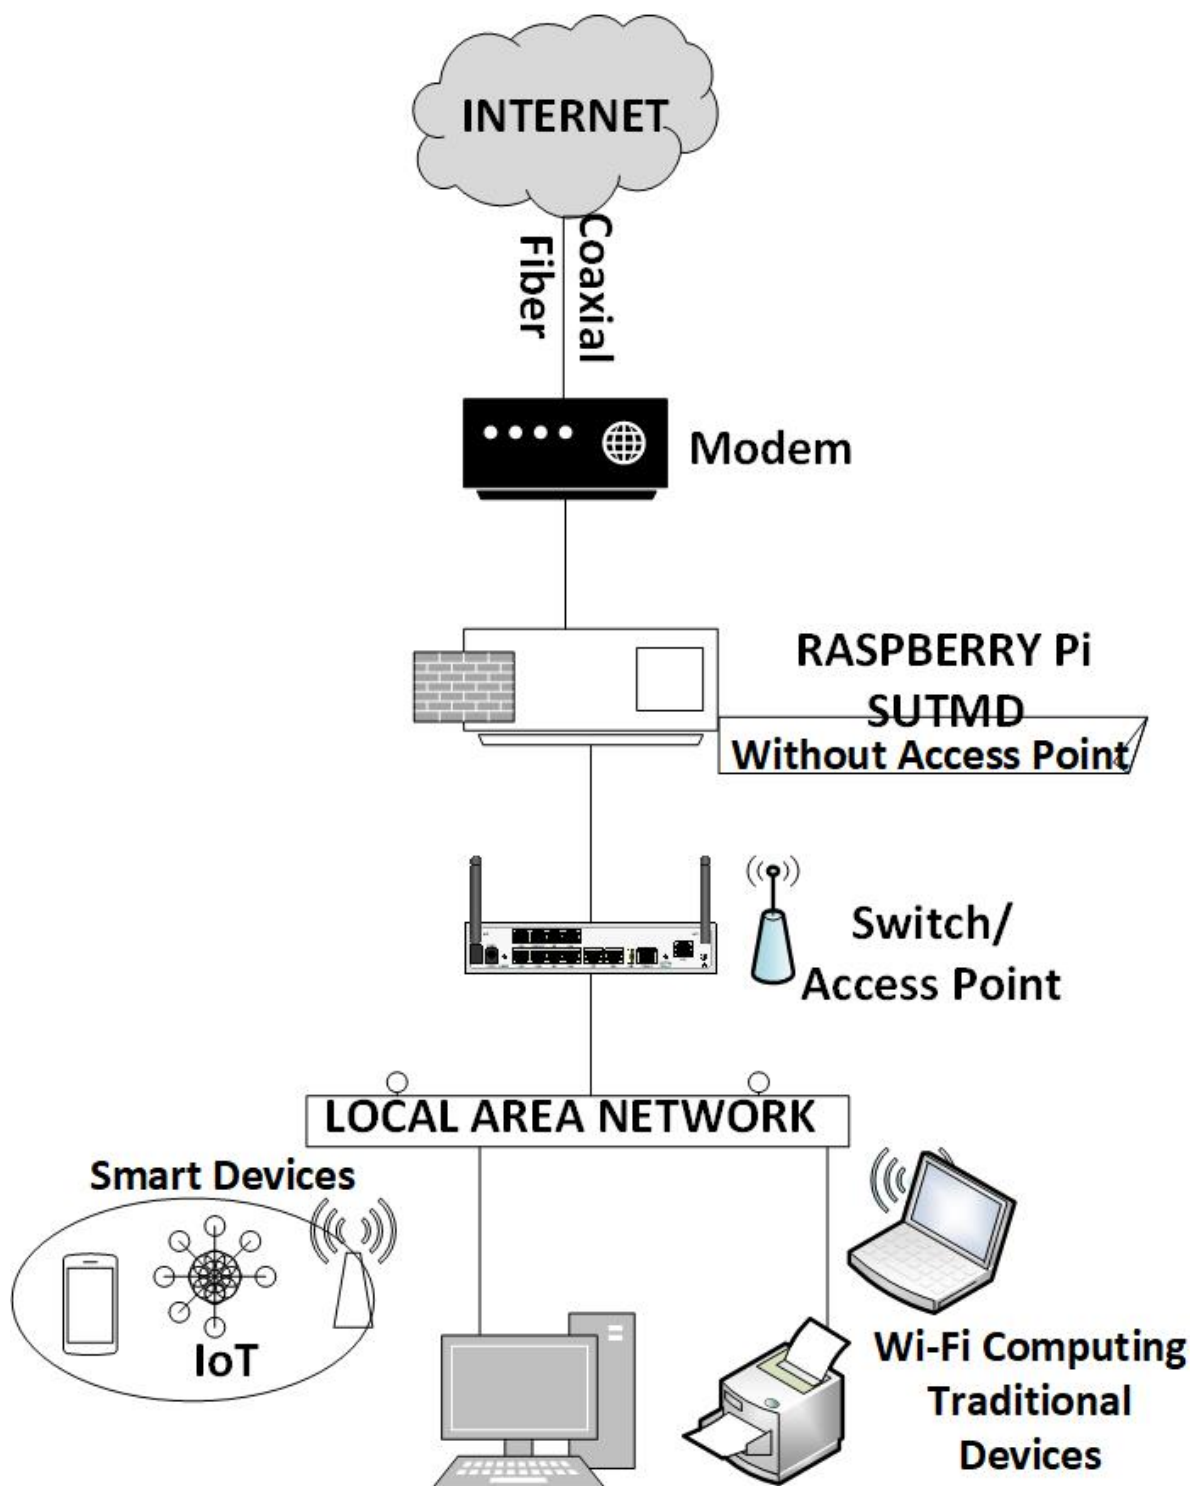 INTERNET
Fiber
Coaxial
Modem
RASPBERRY Pi
SUTMD
Without Access Point
Switch/
Access Point
LOCAL AREA NETWORK
Smart Devices
IoT
Wi-Fi Computing
Traditional
Devices